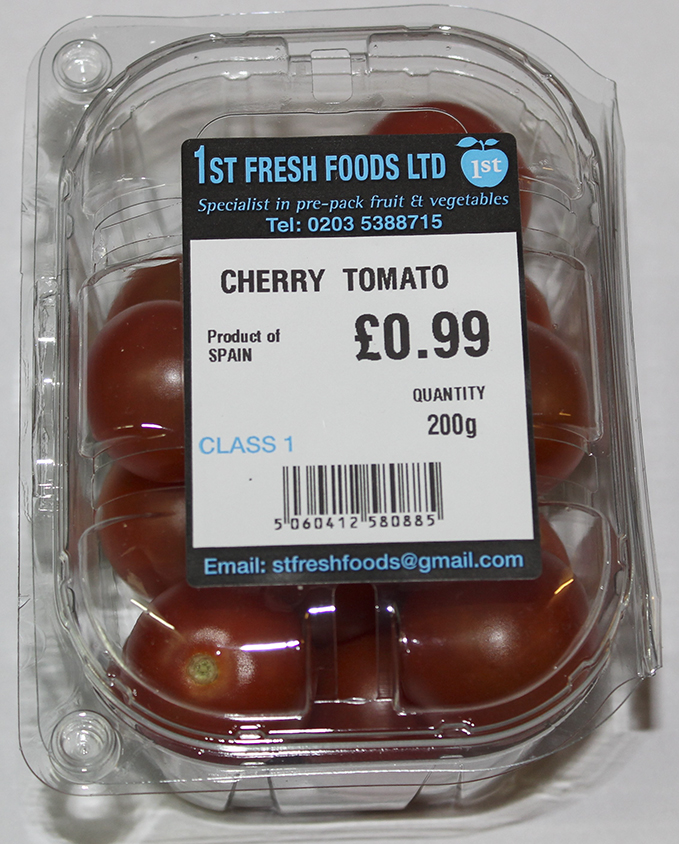 1ST FRESH FOODS LTD
1st
Specialist in pre-pack fruit & vegetables
Tel: 0203 5388715
CHERRY TOMATO
Product of
SPAIN
£0.99
QUANTITY
200g
CLASS 1
5 060412 580885
Email: stfreshfoods@gmail.com